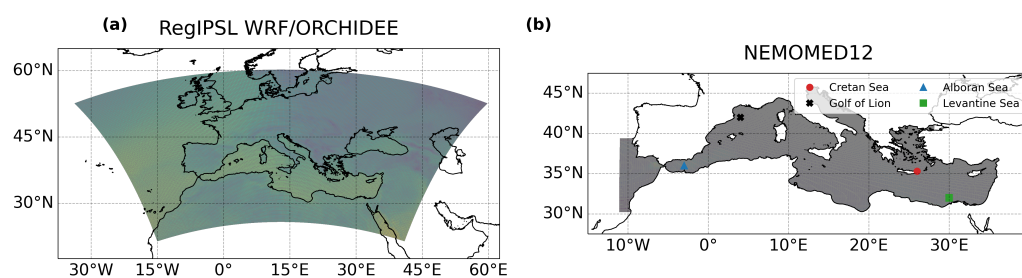 (a) RegIPSL WRF/ORCHIDEE
60°N
45°N
30°N
30°W 15°W 0° 15°E 30°E 45°E 60°E
(b)
NEMOMED12
Cretan Sea
Golf of Lion
Alboran Sea
Levantine Sea
45°N
40°N
35°N
30°N
10°W 0° 10°E 20°E 30°E